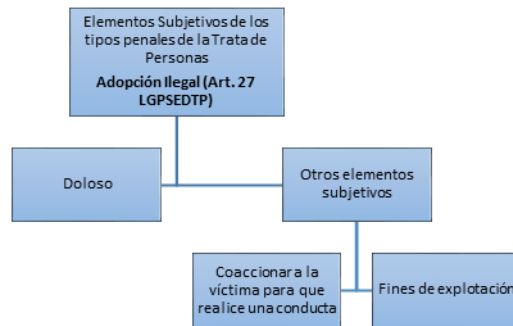 Elementos Subjetivos de los
tipos penales de la Trata de
Personas
Adopción Ilegal (Art. 27
LGPSEDTP)
Doloso
Otros elementos
subjetivos
Coaccionar a la
víctima para que
realice una conducta
Fines de explotación